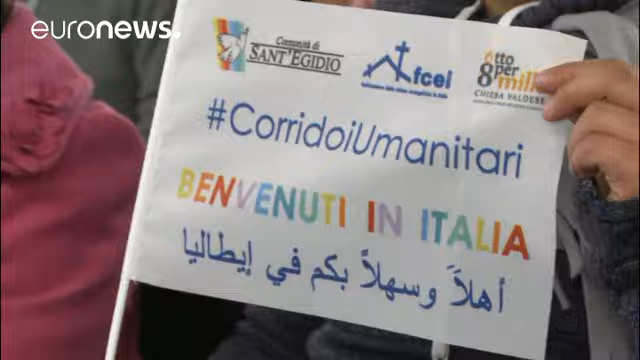 euronews.
Comunità di
SANT'EGIDIO
fcei
8 otto
per
mille
CHIESA VALDESE
#CorridoiUmanitari
BENVENUTI IN ITALIA
أهلاً وسهلاً بكم في إيطاليا